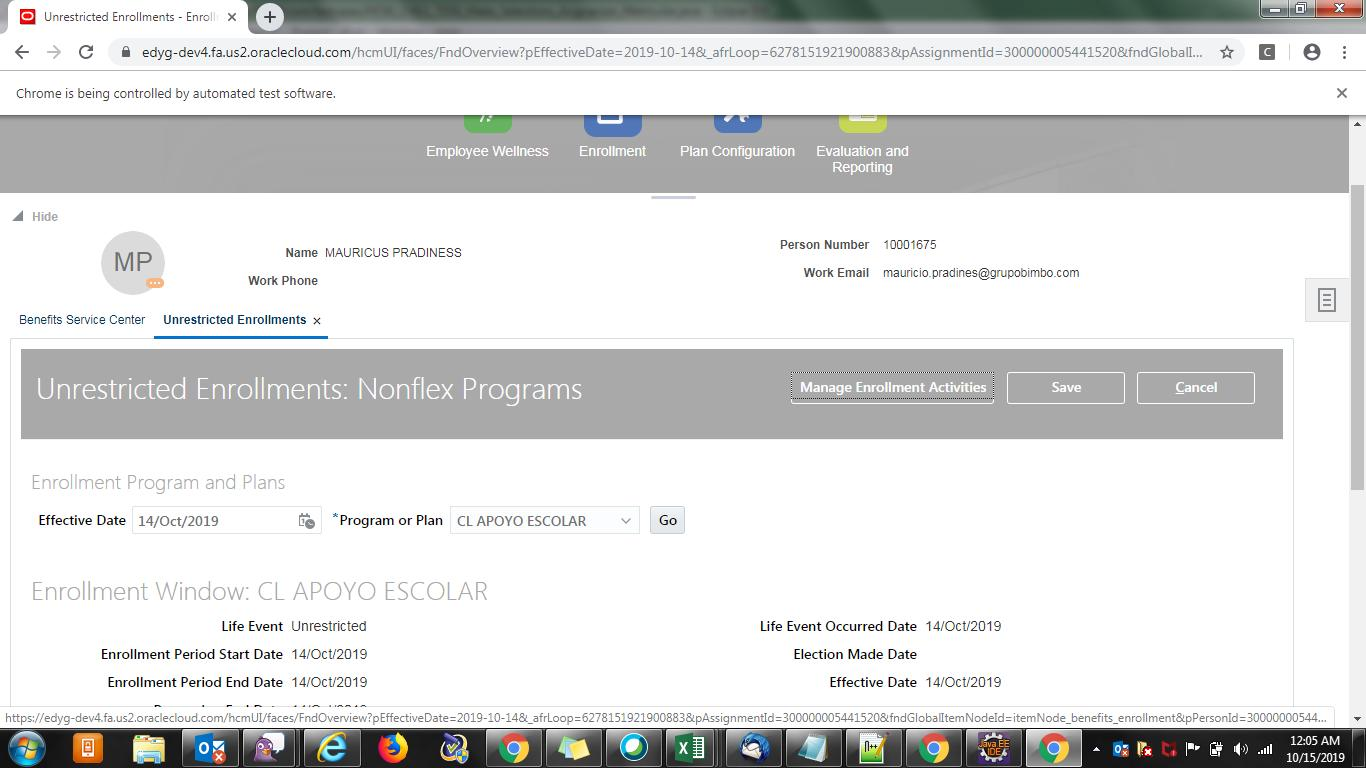 Unrestricted Enrollments - Enroll
edyg-dev4.fa.us2.oraclecloud.com/hcmUI/faces/FndOverview?pEffectiveDate=2019-10-14&_afrLoop=6278151921900883&pAssignmentId=300000005441520&fndGlobalI...
C
Chrome is being controlled by automated test software.
Employee Wellness
Enrollment
Plan Configuration
Evaluation and
Reporting
Hide
MP
Name MAURICUS PRADINESS
Person Number 10001675
Work Phone
Work Email mauricio.pradines@grupobimbo.com
Benefits Service Center
Unrestricted Enrollments
Unrestricted Enrollments: Nonflex Programs
Manage Enrollment Activities
Save
Cancel
Enrollment Program and Plans
Effective Date 14/Oct/2019
*Program or Plan CL APOYO ESCOLAR
Go
Enrollment Window: CL APOYO ESCOLAR
Life Event Unrestricted
Life Event Occurred Date 14/Oct/2019
Enrollment Period Start Date 14/Oct/2019
Election Made Date
Enrollment Period End Date 14/Oct/2019
Effective Date 14/Oct/2019
https://edyg-dev4.fa.us2.oraclecloud.com/hcmUI/faces/FndOverview?pEffectiveDate=2019-10-14&_afrLoop=6278151921900883&pAssignmentId=300000005441520&fndGlobalItemNodeId=itemNode_benefits_enrollment&pPersonId=30000000544...
Java EE
IDE
12:05 AM
10/15/2019